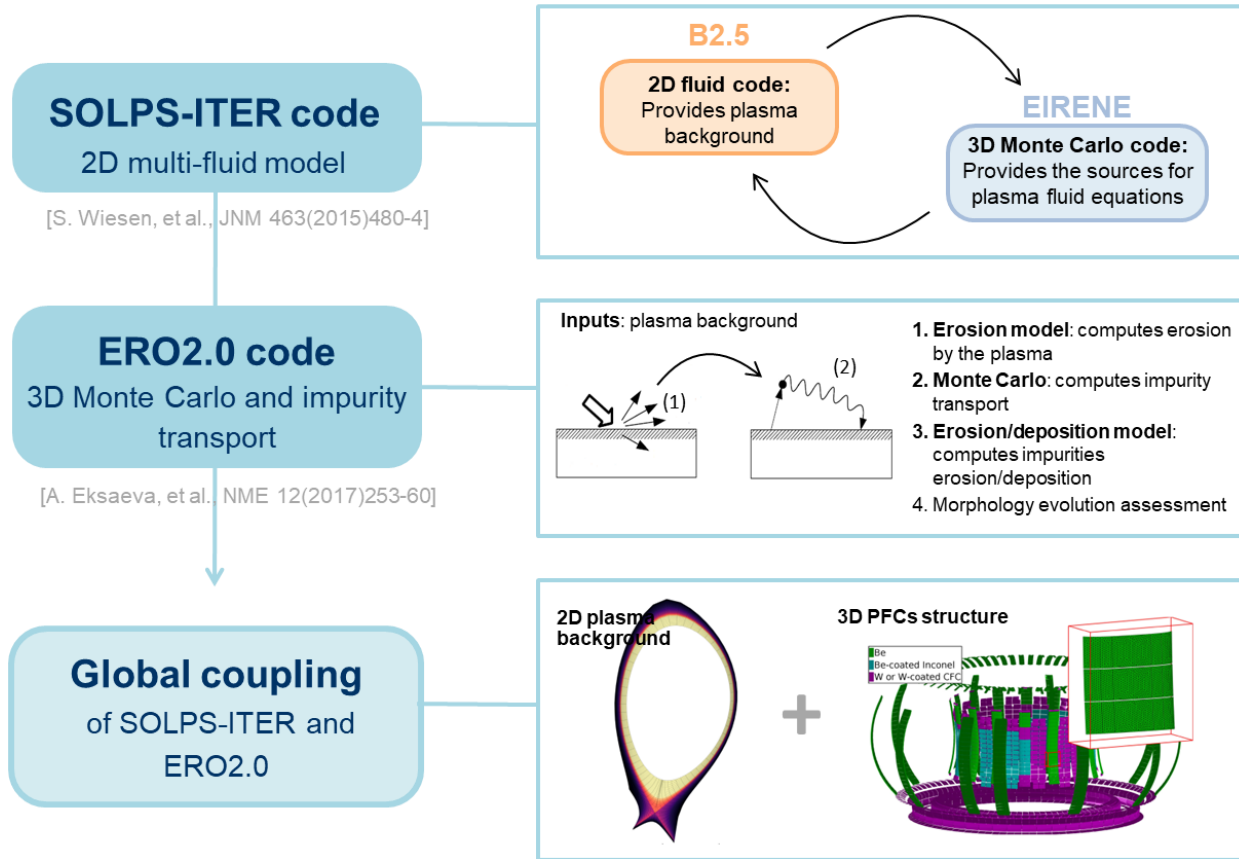 SOLPS-ITER code
2D multi-fluid model
[S. Wiesen, et al., JNM 463(2015)480-4]
B2.5
2D fluid code:
Provides plasma
background
EIRENE
3D Monte Carlo code:
Provides the sources for
plasma fluid equations
ERO2.0 code
3D Monte Carlo and impurity
transport
[A. Eksaeva, et al., NME 12(2017)253-60]
Inputs: plasma background
(1)
(2)
1. Erosion model: computes erosion
by the plasma
2. Monte Carlo: computes impurity
transport
3. Erosion/deposition model:
computes impurities
erosion/deposition
4. Morphology evolution assessment
Global coupling
of SOLPS-ITER and
ERO2.0
2D plasma
background
3D PFCs structure
Be
Be-coated Inconel
W or W-coated CFC